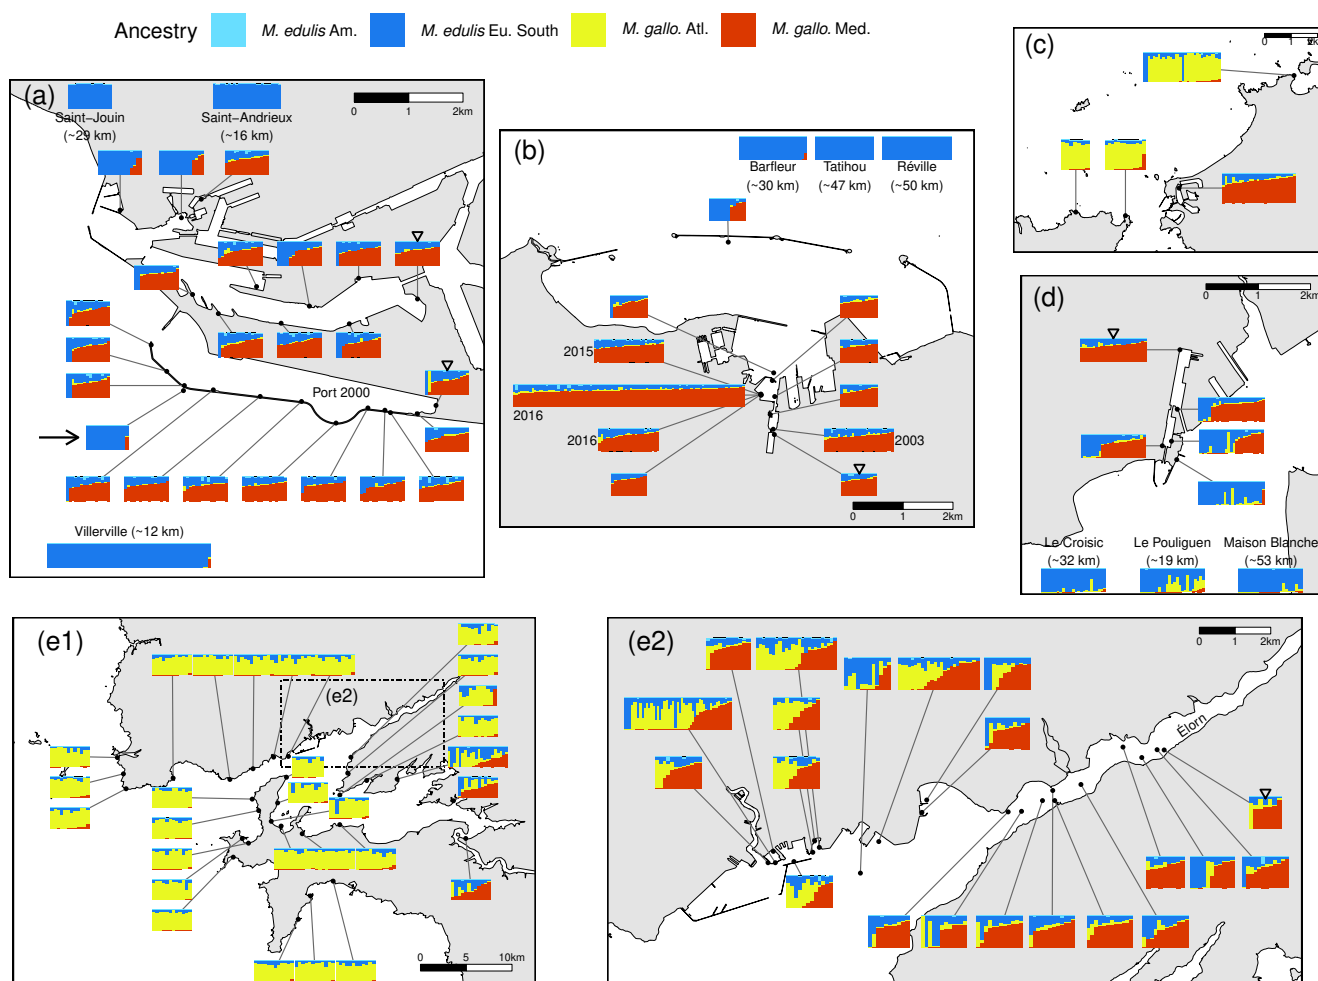 Ancestry M. edulis Am. M. edulis Eu. South M. gallo. Atl. M. gallo. Med.
(a)
Saint−Jouin
(~29 km)
Saint−Andrieux
(~16 km)
0 1 2km
Port 2000
Villerville (~12 km)
(b)
Barfleur
(~30 km)
Tatihou
(~47 km)
Réville
(~50 km)
2015
2016
2016
2003
0 1 2km
(c)
0 1 2km
(d)
0 1 2km
Le Croisic
(~32 km)
Le Pouliguen
(~19 km)
Maison Blanche
(~53 km)
(e1)
(e2)
0 5 10km
(e2)
0 1 2km
Élorn